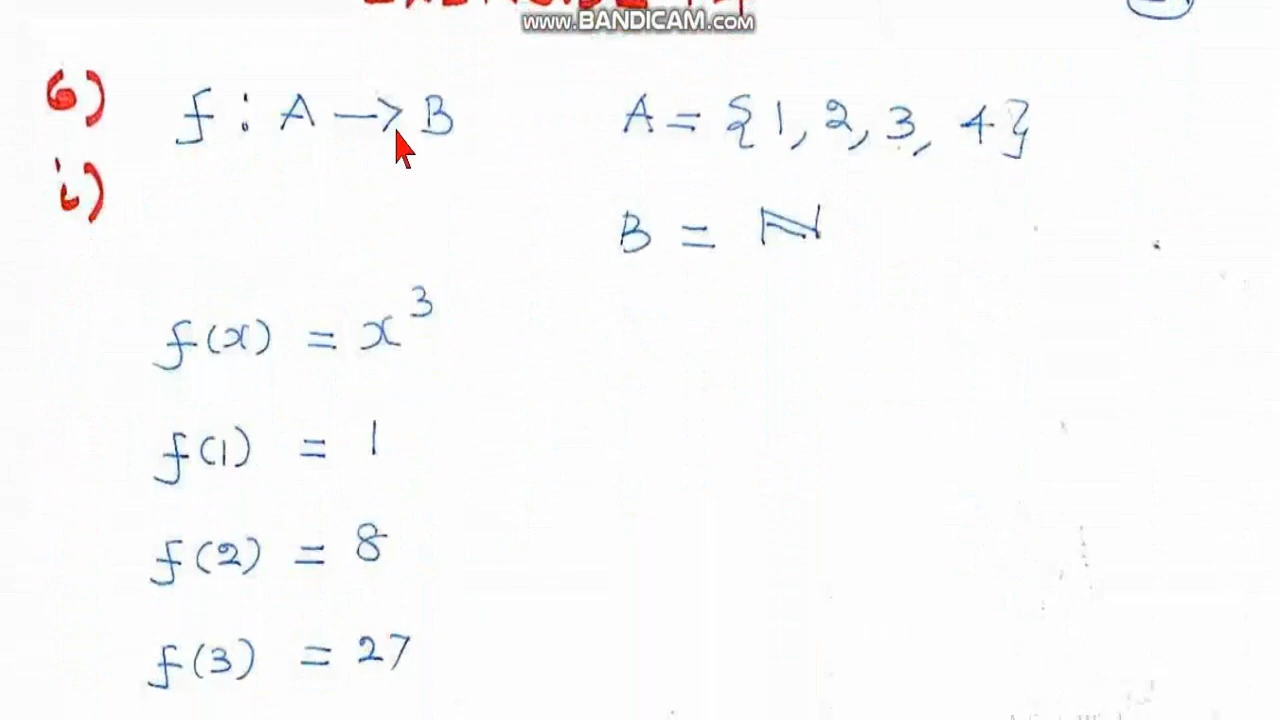 www.BANDICAM.com
6) f : A → B A = {1, 2, 3, 4}
i)
B = ℕ
f(x) = x³
f(1) = 1
f(2) = 8
f(3) = 27